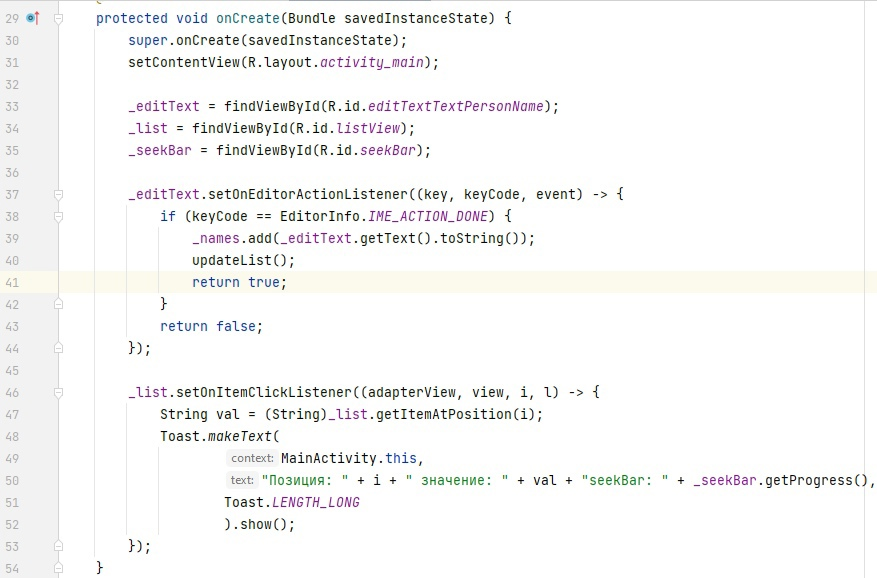 29 protected void onCreate(Bundle savedInstanceState) {
30 super.onCreate(savedInstanceState);
31 setContentView(R.layout.activity_main);
32
33 _editText = findViewById(R.id.editTextTextPersonName);
34 _list = findViewById(R.id.listView);
35 _seekBar = findViewById(R.id.seekBar);
36
37 _editText.setOnEditorActionListener((key, keyCode, event) -> {
38 if (keyCode == EditorInfo.IME_ACTION_DONE) {
39 _names.add(_editText.getText().toString());
40 updateList();
41 return true;
42 }
43 return false;
44 });
45
46 _list.setOnItemClickListener((adapterView, view, i, l) -> {
47 String val = (String)_list.getItemAtPosition(i);
48 Toast.makeText(
49 context: MainActivity.this,
50 text: "Позиция: " + i + " значение: " + val + "seekBar: " + _seekBar.getProgress(),
51 Toast.LENGTH_LONG
52 ).show();
53 });
54 }